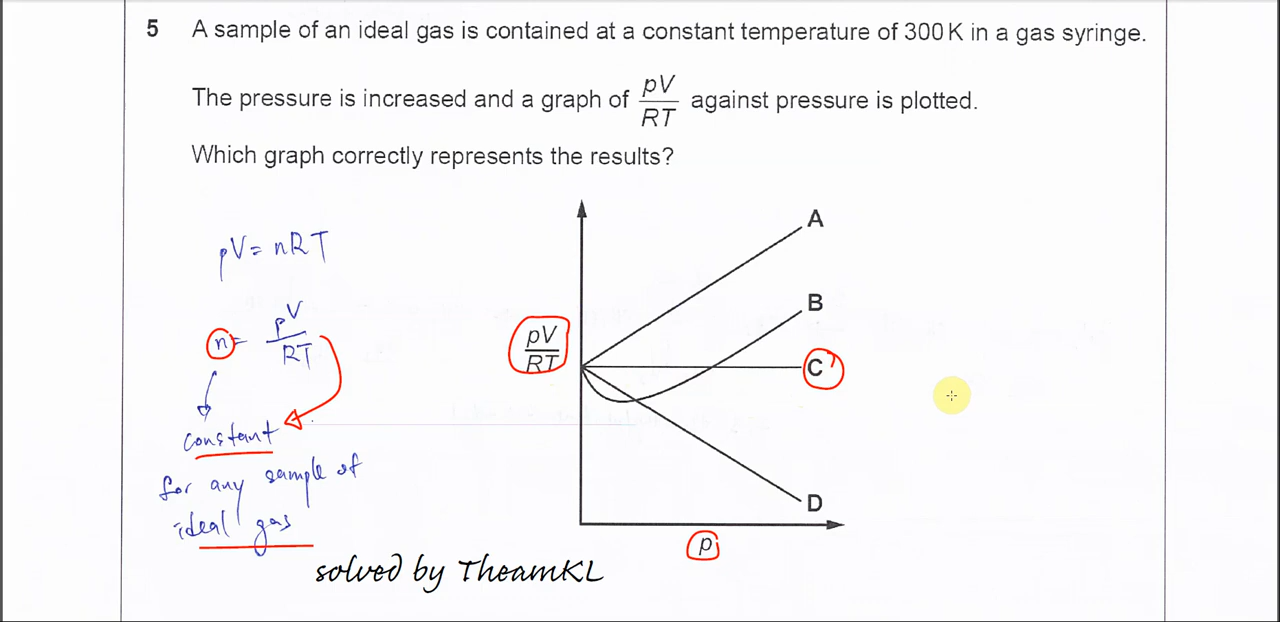 5 A sample of an ideal gas is contained at a constant temperature of 300 K in a gas syringe.
The pressure is increased and a graph of pV/RT against pressure is plotted.
Which graph correctly represents the results?
pV = nRT
n = pV/RT
constant
for any sample of
ideal gas
A
B
pV/RT
C
D
p
solved by TheamKL